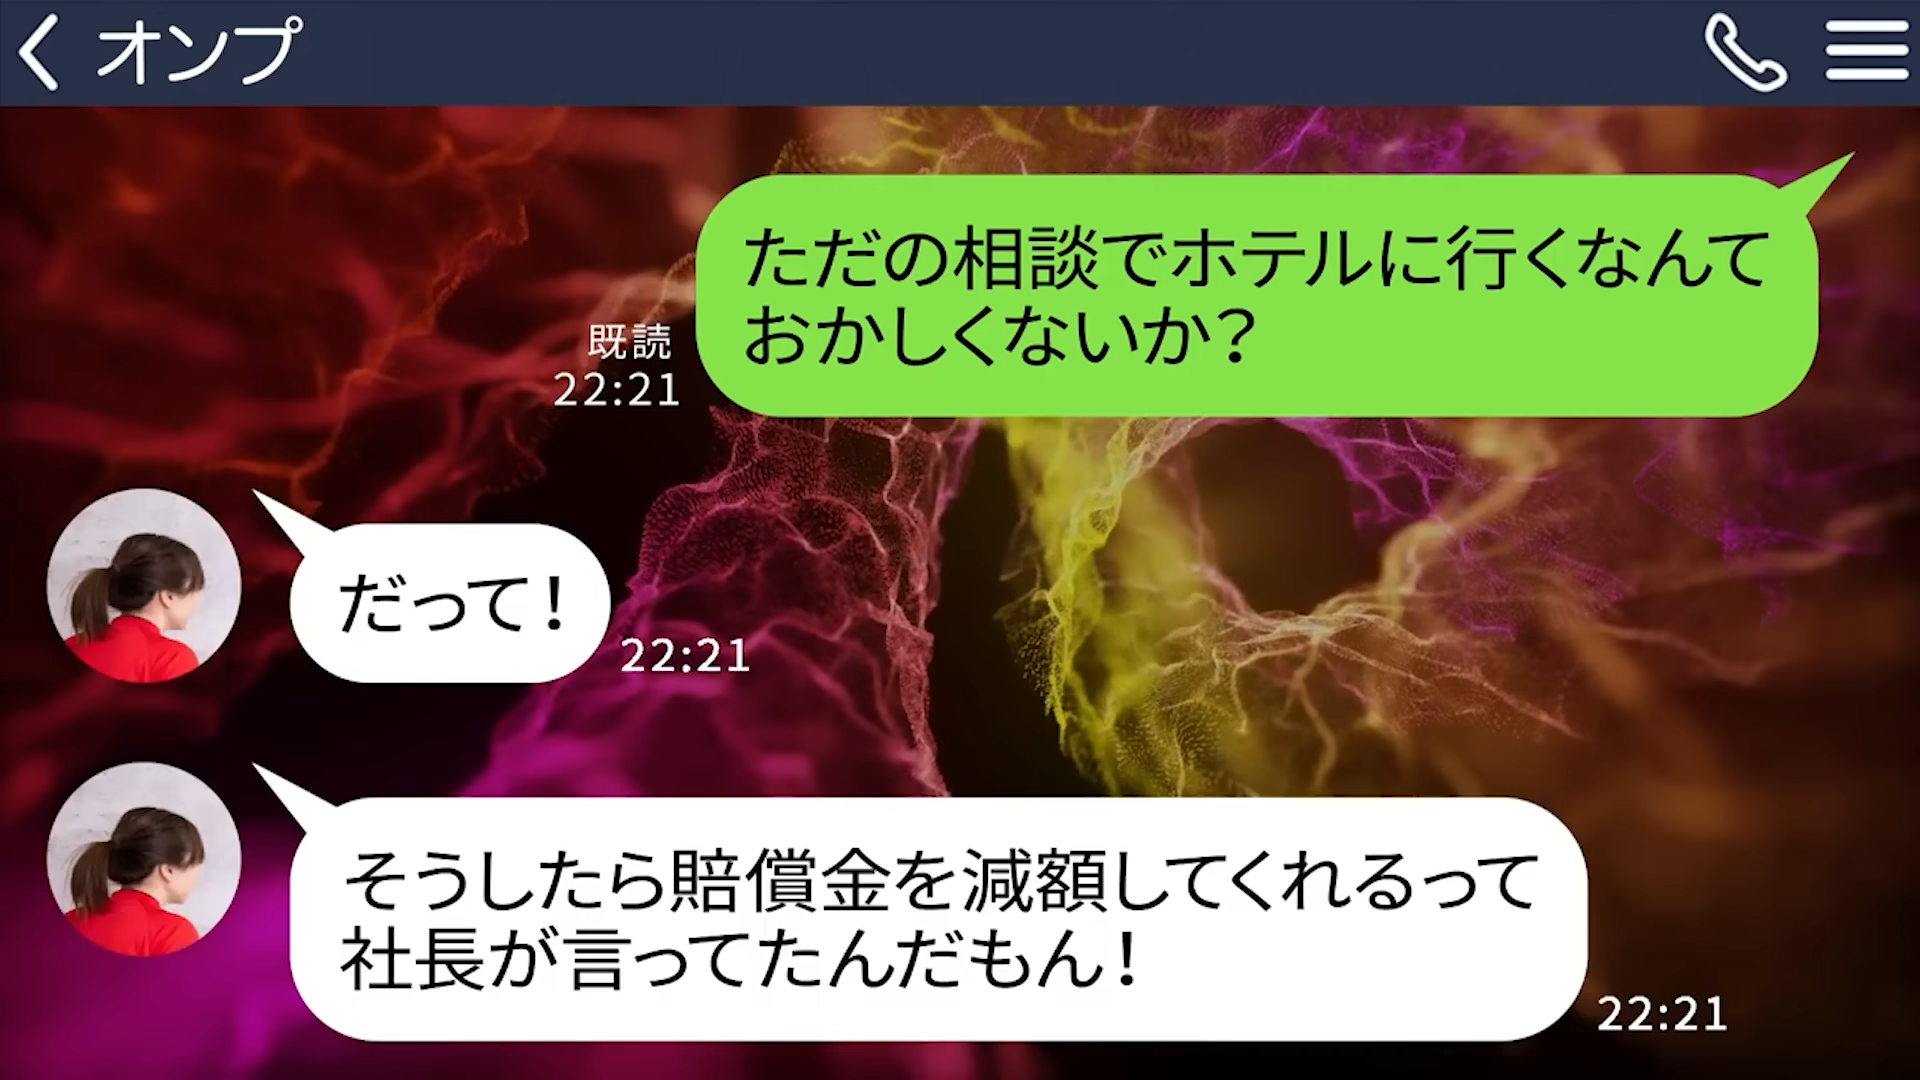 オンプ
ただの相談でホテルに行くなんて
おかしくないか？
既読
22:21
だって！
22:21
そうしたら賠償金を減額してくれるって
社長が言ってたんだもん！
22:21